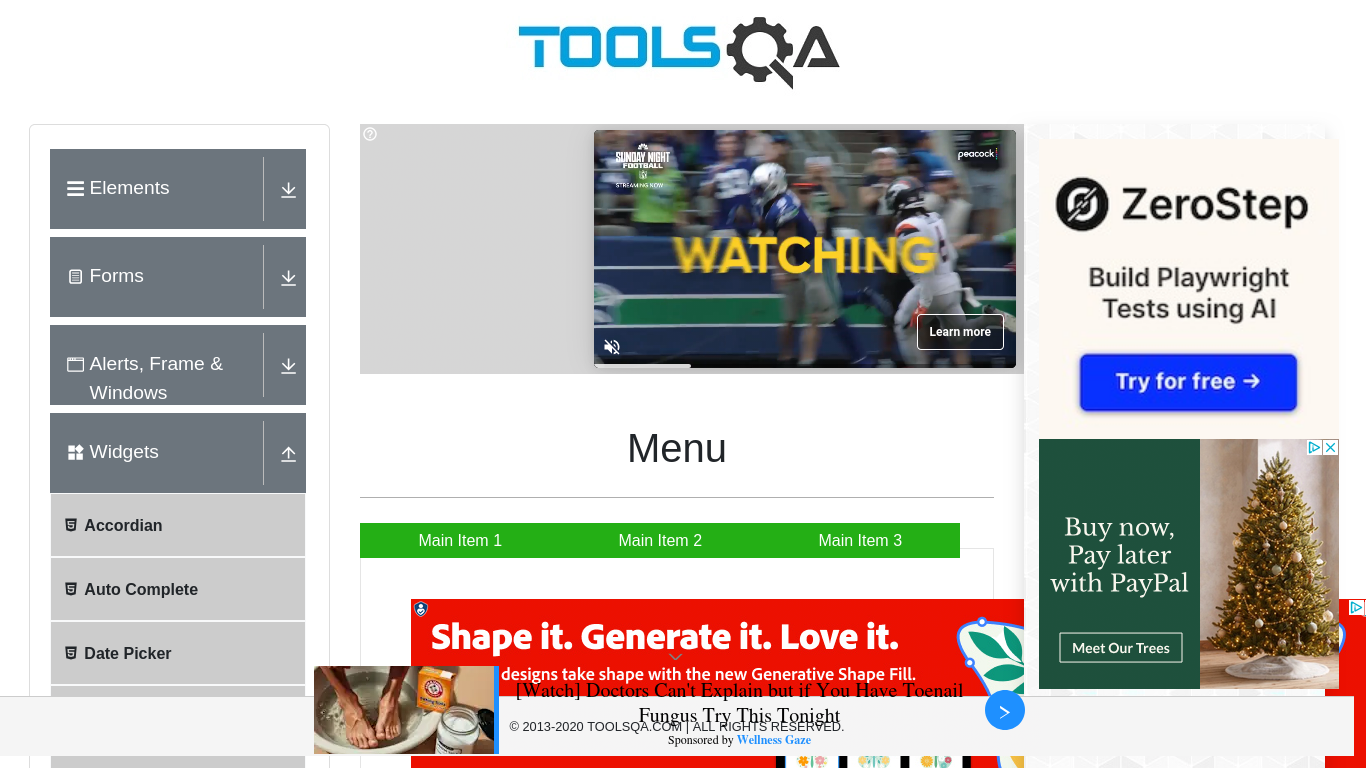 TOOLSQA
Elements
Forms
Alerts, Frame &
Windows
Widgets
Accordian
Auto Complete
Date Picker
SUNDAY NIGHT
FOOTBALL
STREAMING NOW
peacock
WATCHING
Learn more
Menu
Main Item 1
Main Item 2
Main Item 3
ZeroStep
Build Playwright
Tests using AI
Try for free →
Buy now,
Pay later
with PayPal
Meet Our Trees
Shape it. Generate it. Love it.
designs take shape with the new Generative Shape Fill.
[Watch] Doctors Can't Explain but if You Have Toenail
Fungus Try This Tonight
© 2013-2020 TOOLSQA.COM | ALL RIGHTS RESERVED.
Sponsored by Wellness Gaze
ARM & HAMMER